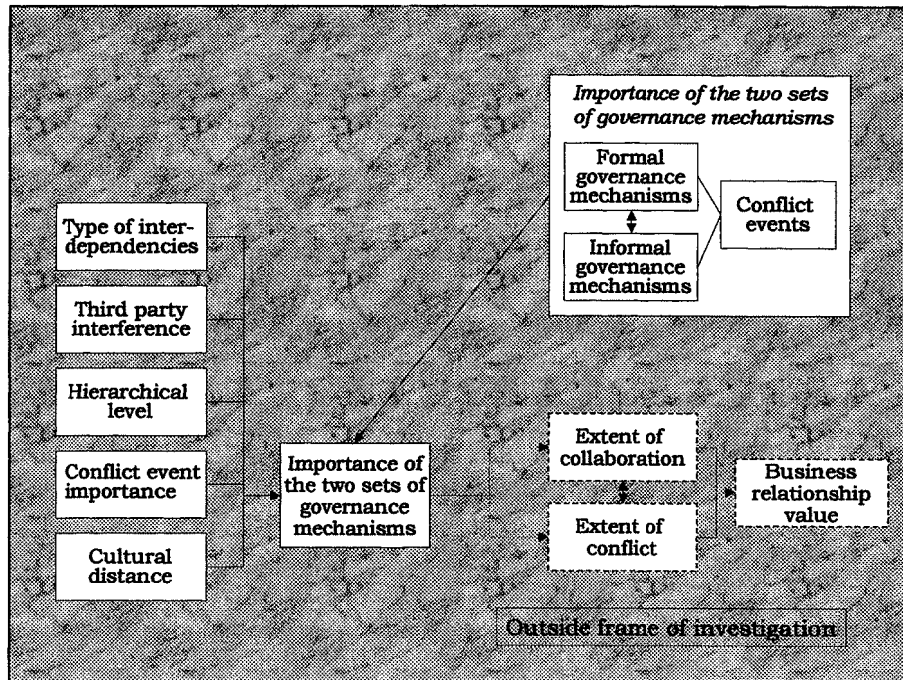 Importance of the two sets
of governance mechanisms
Formal
governance
mechanisms
Conflict
events
Informal
governance
mechanisms
Type of inter-
dependencies
Third party
interference
Hierarchical
level
Conflict event
importance
Cultural
distance
Importance of
the two sets of
governance
mechanisms
Extent of
collaboration
Extent of
conflict
Business
relationship
value
Outside frame of investigation